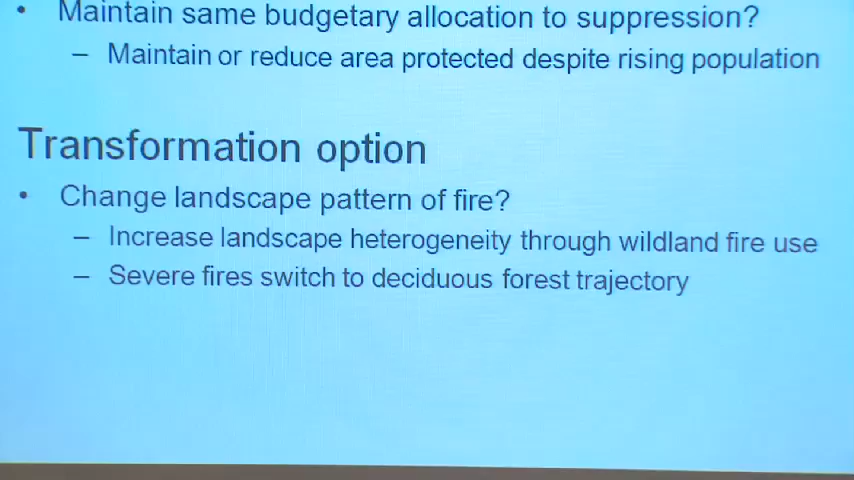 • Maintain same budgetary allocation to suppression?
– Maintain or reduce area protected despite rising population
Transformation option
• Change landscape pattern of fire?
– Increase landscape heterogeneity through wildland fire use
– Severe fires switch to deciduous forest trajectory